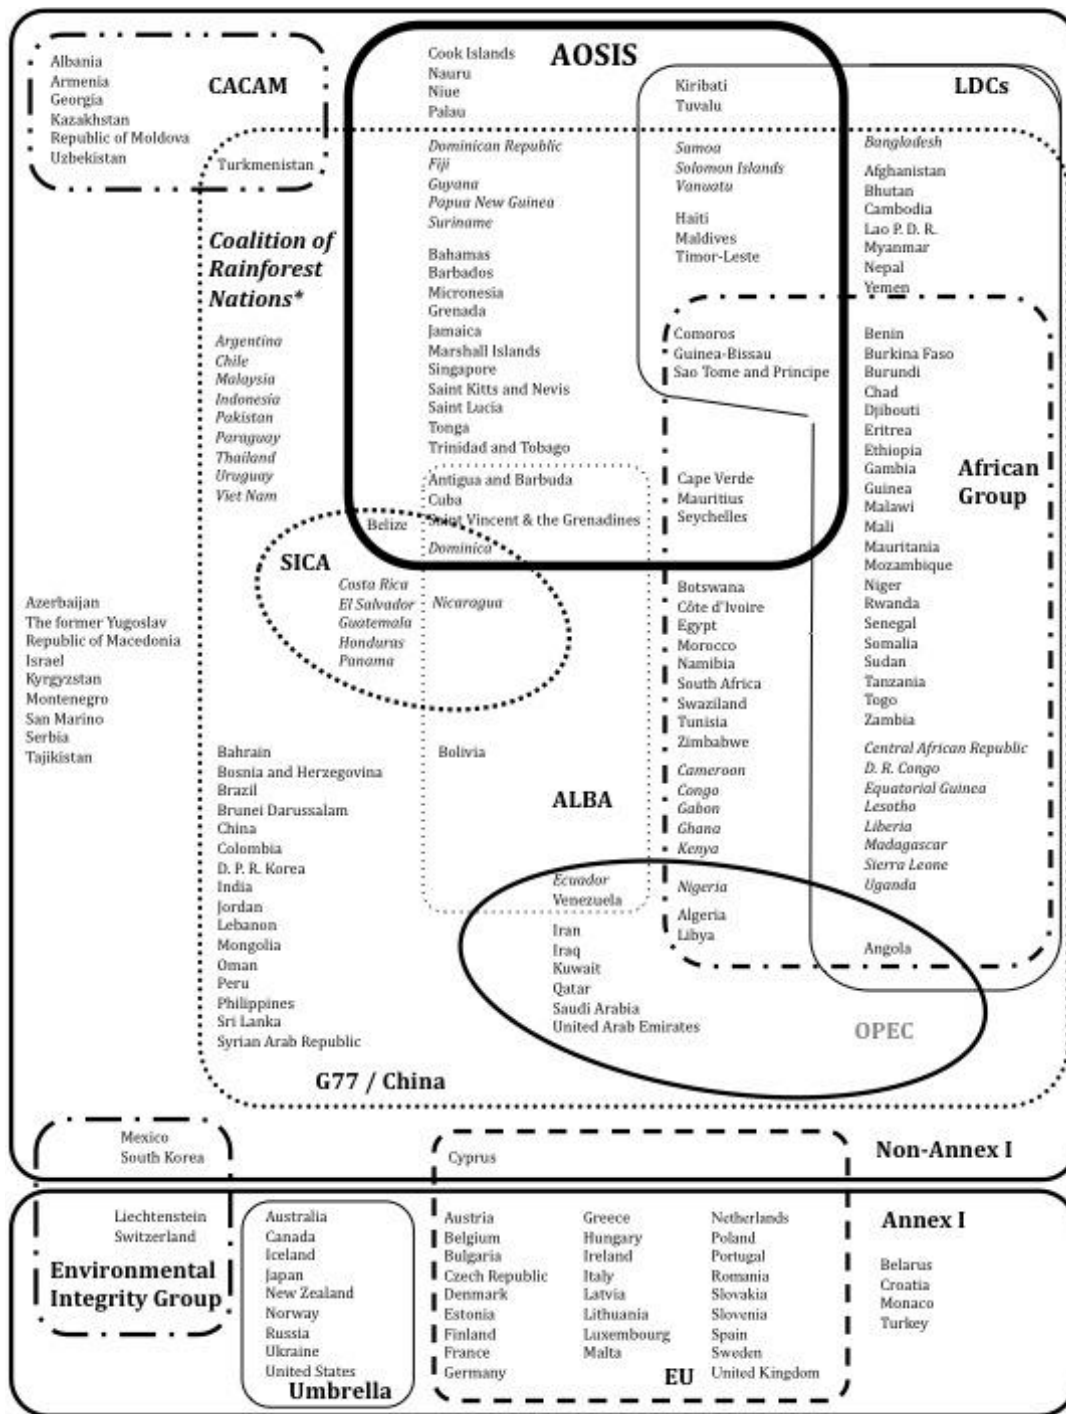 Albania
Armenia
Georgia
Kazakhstan
Republic of Moldova
Uzbekistan
CACAM
Turkmenistan
Cook Islands
Nauru
Niue
Palau
AOSIS
Kiribati
Tuvalu
LDCs
Dominican Republic
Fiji
Guyana
Papua New Guinea
Suriname
Samoa
Solomon Islands
Vanuatu
Bangladesh
Afghanistan
Bhutan
Cambodia
Lao P. D. R.
Myanmar
Nepal
Yemen
Haiti
Maldives
Timor-Leste
Coalition of
Rainforest
Nations*
Argentina
Chile
Malaysia
Indonesia
Pakistan
Paraguay
Thailand
Uruguay
Viet Nam
Bahamas
Barbados
Micronesia
Grenada
Jamaica
Marshall Islands
Singapore
Saint Kitts and Nevis
Saint Lucia
Tonga
Trinidad and Tobago
Comoros
Guinea-Bissau
Sao Tome and Principe
Benin
Burkina Faso
Burundi
Chad
Djibouti
Eritrea
Ethiopia
Gambia
Guinea
Malawi
Mali
Mauritania
Mozambique
Niger
Rwanda
Senegal
Somalia
Sudan
Tanzania
Togo
Zambia
African
Group
Antigua and Barbuda
Cuba
Saint Vincent & the Grenadines
Dominica
Cape Verde
Mauritius
Seychelles
Belize
SICA
Costa Rica
El Salvador
Guatemala
Honduras
Panama
Nicaragua
Azerbaijan
The former Yugoslav
Republic of Macedonia
Israel
Kyrgyzstan
Montenegro
San Marino
Serbia
Tajikistan
Botswana
Côte d'Ivoire
Egypt
Morocco
Namibia
South Africa
Swaziland
Tunisia
Zimbabwe
Cameroon
Congo
Gabon
Ghana
Kenya
Nigeria
Algeria
Libya
Central African Republic
D. R. Congo
Equatorial Guinea
Lesotho
Liberia
Madagascar
Sierra Leone
Uganda
Angola
Bahrain
Bosnia and Herzegovina
Brazil
Brunei Darussalam
China
Colombia
D. P. R. Korea
India
Jordan
Lebanon
Mongolia
Oman
Peru
Philippines
Sri Lanka
Syrian Arab Republic
Bolivia
ALBA
Ecuador
Venezuela
Iran
Iraq
Kuwait
Qatar
Saudi Arabia
United Arab Emirates
OPEC
G77 / China
Mexico
South Korea
Cyprus
Non-Annex I
Liechtenstein
Switzerland
Environmental
Integrity Group
Australia
Canada
Iceland
Japan
New Zealand
Norway
Russia
Ukraine
United States
Umbrella
Austria
Belgium
Bulgaria
Czech Republic
Denmark
Estonia
Finland
France
Germany
Greece
Hungary
Ireland
Italy
Latvia
Lithuania
Luxembourg
Malta
EU
Netherlands
Poland
Portugal
Romania
Slovakia
Slovenia
Spain
Sweden
United Kingdom
Annex I
Belarus
Croatia
Monaco
Turkey